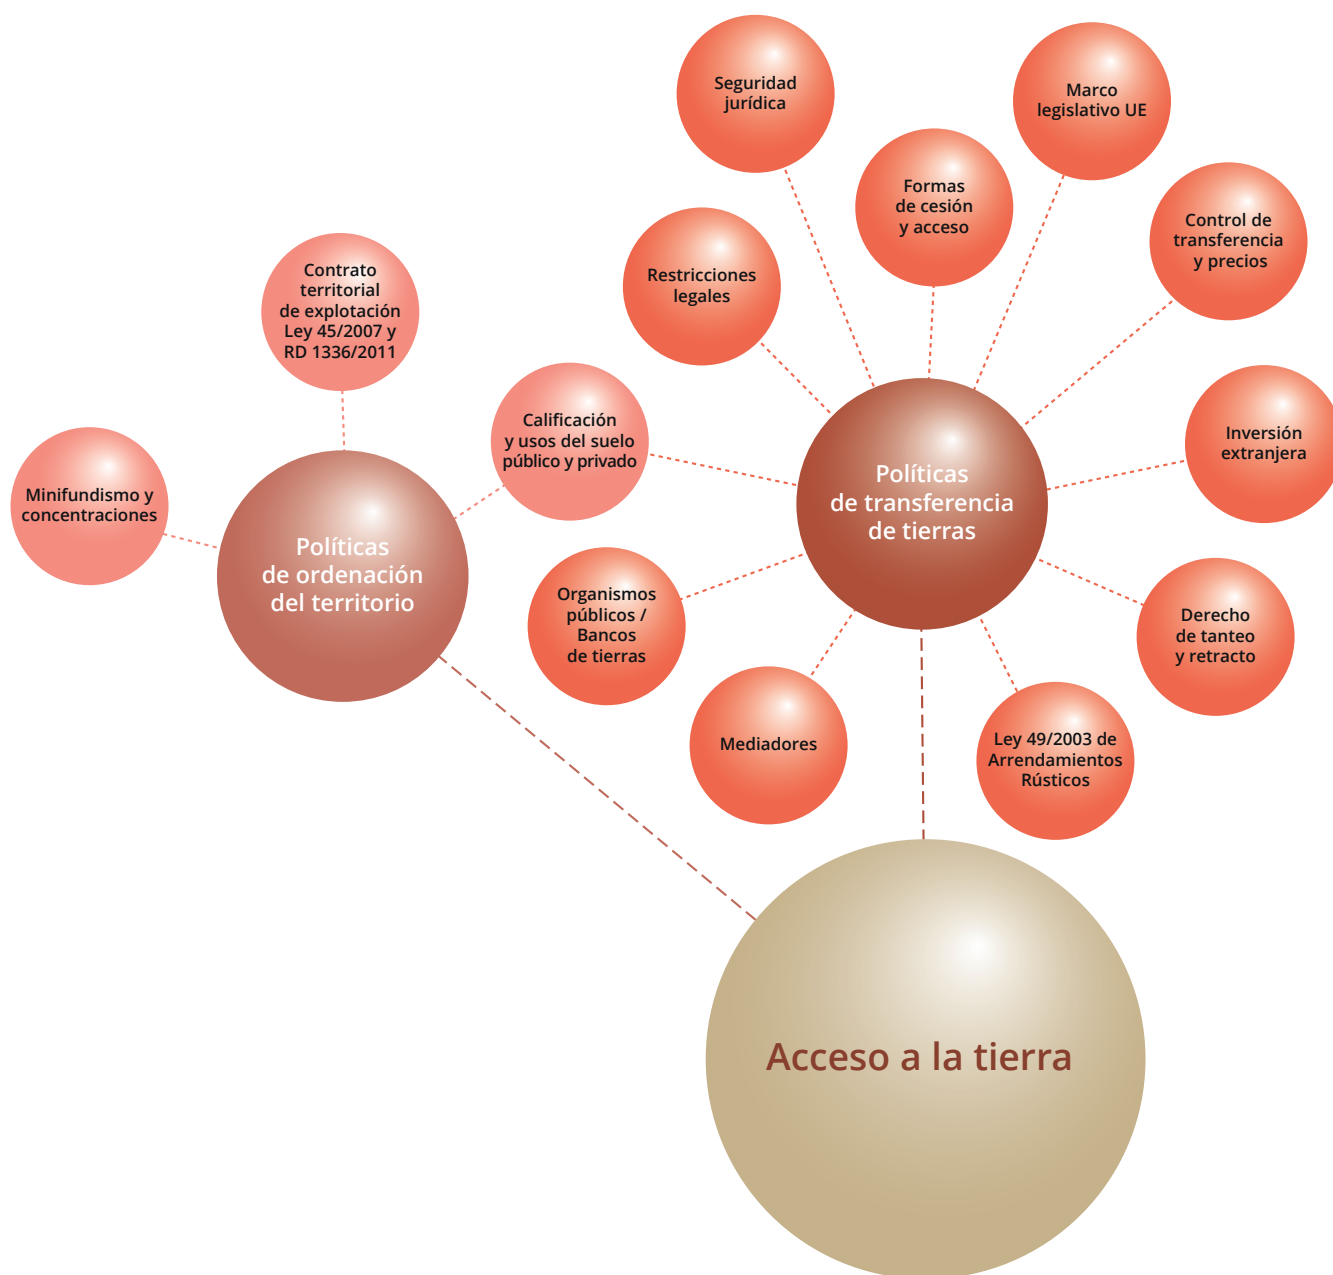 Seguridad
jurídica
Marco
legislativo UE
Formas
de cesión
y acceso
Control de
transferencia
y precios
Restricciones
legales
Contrato
territorial
de explotación
Ley 45/2007 y
RD 1336/2011
Calificación
y usos del suelo
público y privado
Inversión
extranjera
Minifundismo y
concentraciones
Políticas
de transferencia
de tierras
Políticas
de ordenación
del territorio
Organismos
públicos /
Bancos
de tierras
Derecho
de tanteo
y retracto
Mediadores
Ley 49/2003 de
Arrendamientos
Rústicos
Acceso a la tierra